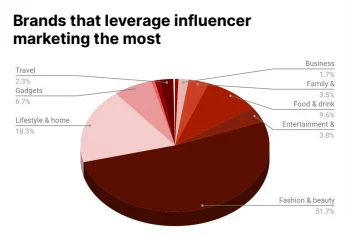 Brands that leverage influencer
marketing the most
Travel
2.3%
Gadgets
6.7%
Lifestyle & home
18.3%
Business
1.7%
Family &
3.5%
Food & drink
9.6%
Entertainment &
3.8%
Fashion & beauty
51.7%